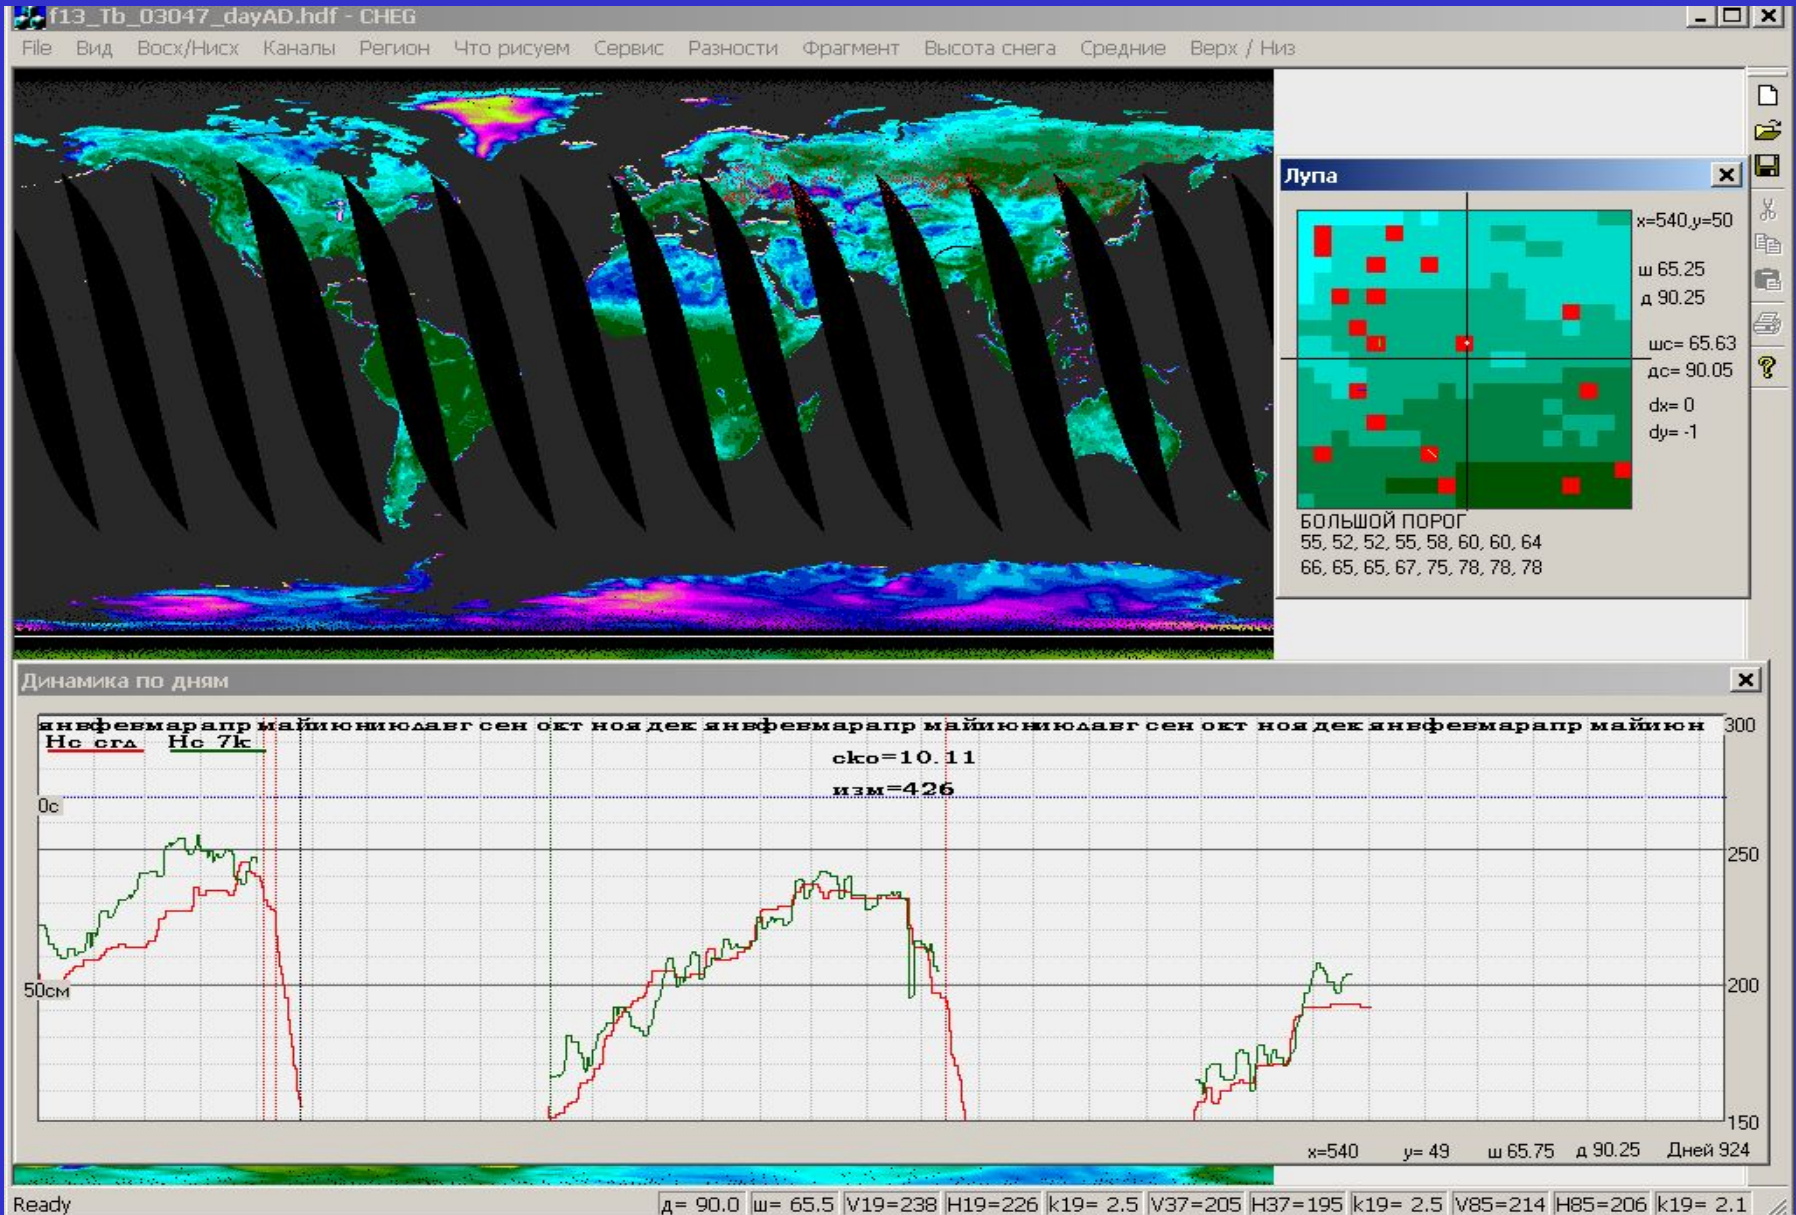 f13_Tb_03047_dayAD.hdf - CHEG
File Вид Восх/Нисх Каналы Регион Что рисуем Сервис Разности Фрагмент Высота снега Средние Верх / Низ
Лупа
x=540,y=50
ш 65.25
д 90.25
шс= 65.63
дс= 90.05
dx= 0
dy= -1
БОЛЬШОЙ ПОРОГ
55, 52, 52, 55, 58, 60, 60, 64
66, 65, 65, 67, 75, 78, 78, 78
Динамика по дням
янвфевмарапр майиюниюлавг сен окт ноя дек янвфевмарапр майиюниюлавг сен окт ноя дек янвфевмарапр майиюн
300
Hc сгл Hc 7k
ско=10.11
изм=426
0с
250
50см
200
150
x=540 y= 49 ш 65.75 д 90.25 Дней 924
Ready д= 90.0 ш= 65.5 V19=238 H19=226 k19= 2.5 V37=205 H37=195 k19= 2.5 V85=214 H85=206 k19= 2.1